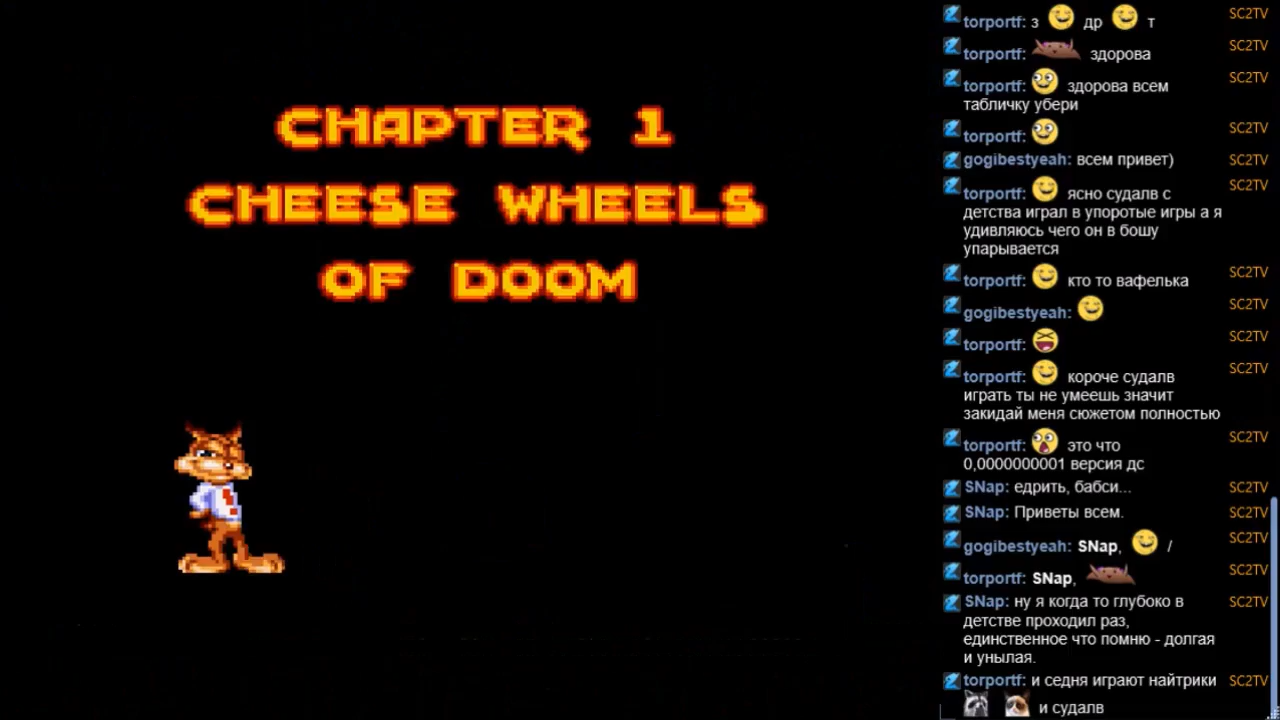 CHAPTER 1
CHEESE WHEELS
OF DOOM
torportf: з др т SC2TV
torportf: здорова SC2TV
torportf: здорова всем SC2TV
табличку убери
torportf: SC2TV
gogibestyeah: всем привет) SC2TV
torportf: ясно судалв с SC2TV
детства играл в упоротые игры а я
удивляюсь чего он в бошу
упарывается
torportf: кто то вафелька SC2TV
gogibestyeah: SC2TV
torportf: SC2TV
torportf: короче судалв SC2TV
играть ты не умеешь значит
закидай меня сюжетом полностью
torportf: это что SC2TV
0,0000000001 версия дс
SNap: едрить, бабси... SC2TV
SNap: Приветы всем. SC2TV
gogibestyeah: SNap, / SC2TV
torportf: SNap, SC2TV
SNap: ну я когда то глубоко в SC2TV
детстве проходил раз,
единственное что помню - долгая
и унылая.
torportf: и седня играют найтрики SC2TV
и судалв